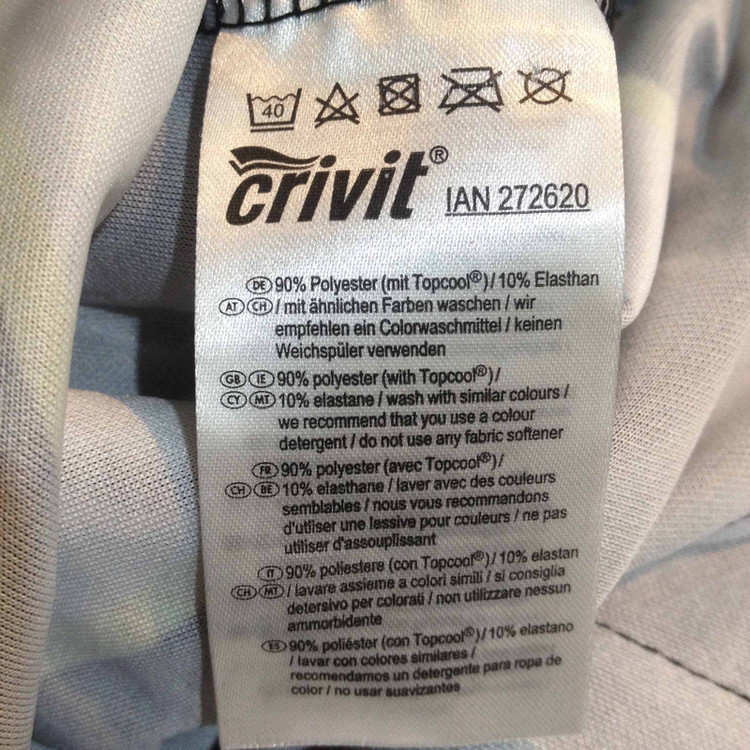 40
crivit® IAN 272620
DE 90% Polyester (mit Topcool®)/10% Elasthan
AT CH / mit ähnlichen Farben waschen / wir
empfehlen ein Colorwaschmittel / keinen
Weichspüler verwenden
GB IE 90% polyester (with Topcool®)/
CY MT 10% elastane / wash with similar colours /
we recommend that you use a colour
detergent / do not use any fabric softener
FR 90% polyester (avec Topcool®)/
CH BE 10% elasthane / laver avec des couleurs
semblables / nous vous recommandons
d'utiliser une lessive pour couleurs / ne pas
utiliser d'assouplissant
IT 90% poliestere (con Topcool®)/10% elastan
CH MT / lavare assieme a colori simili / si consiglia
detersivo per colorati / non utilizzare nessun
ammorbidente
ES 90% poliéster (con Topcool®)/10% elastano
/ lavar con colores similares /
recomendamos un detergente para ropa de
color / no usar suavizantes